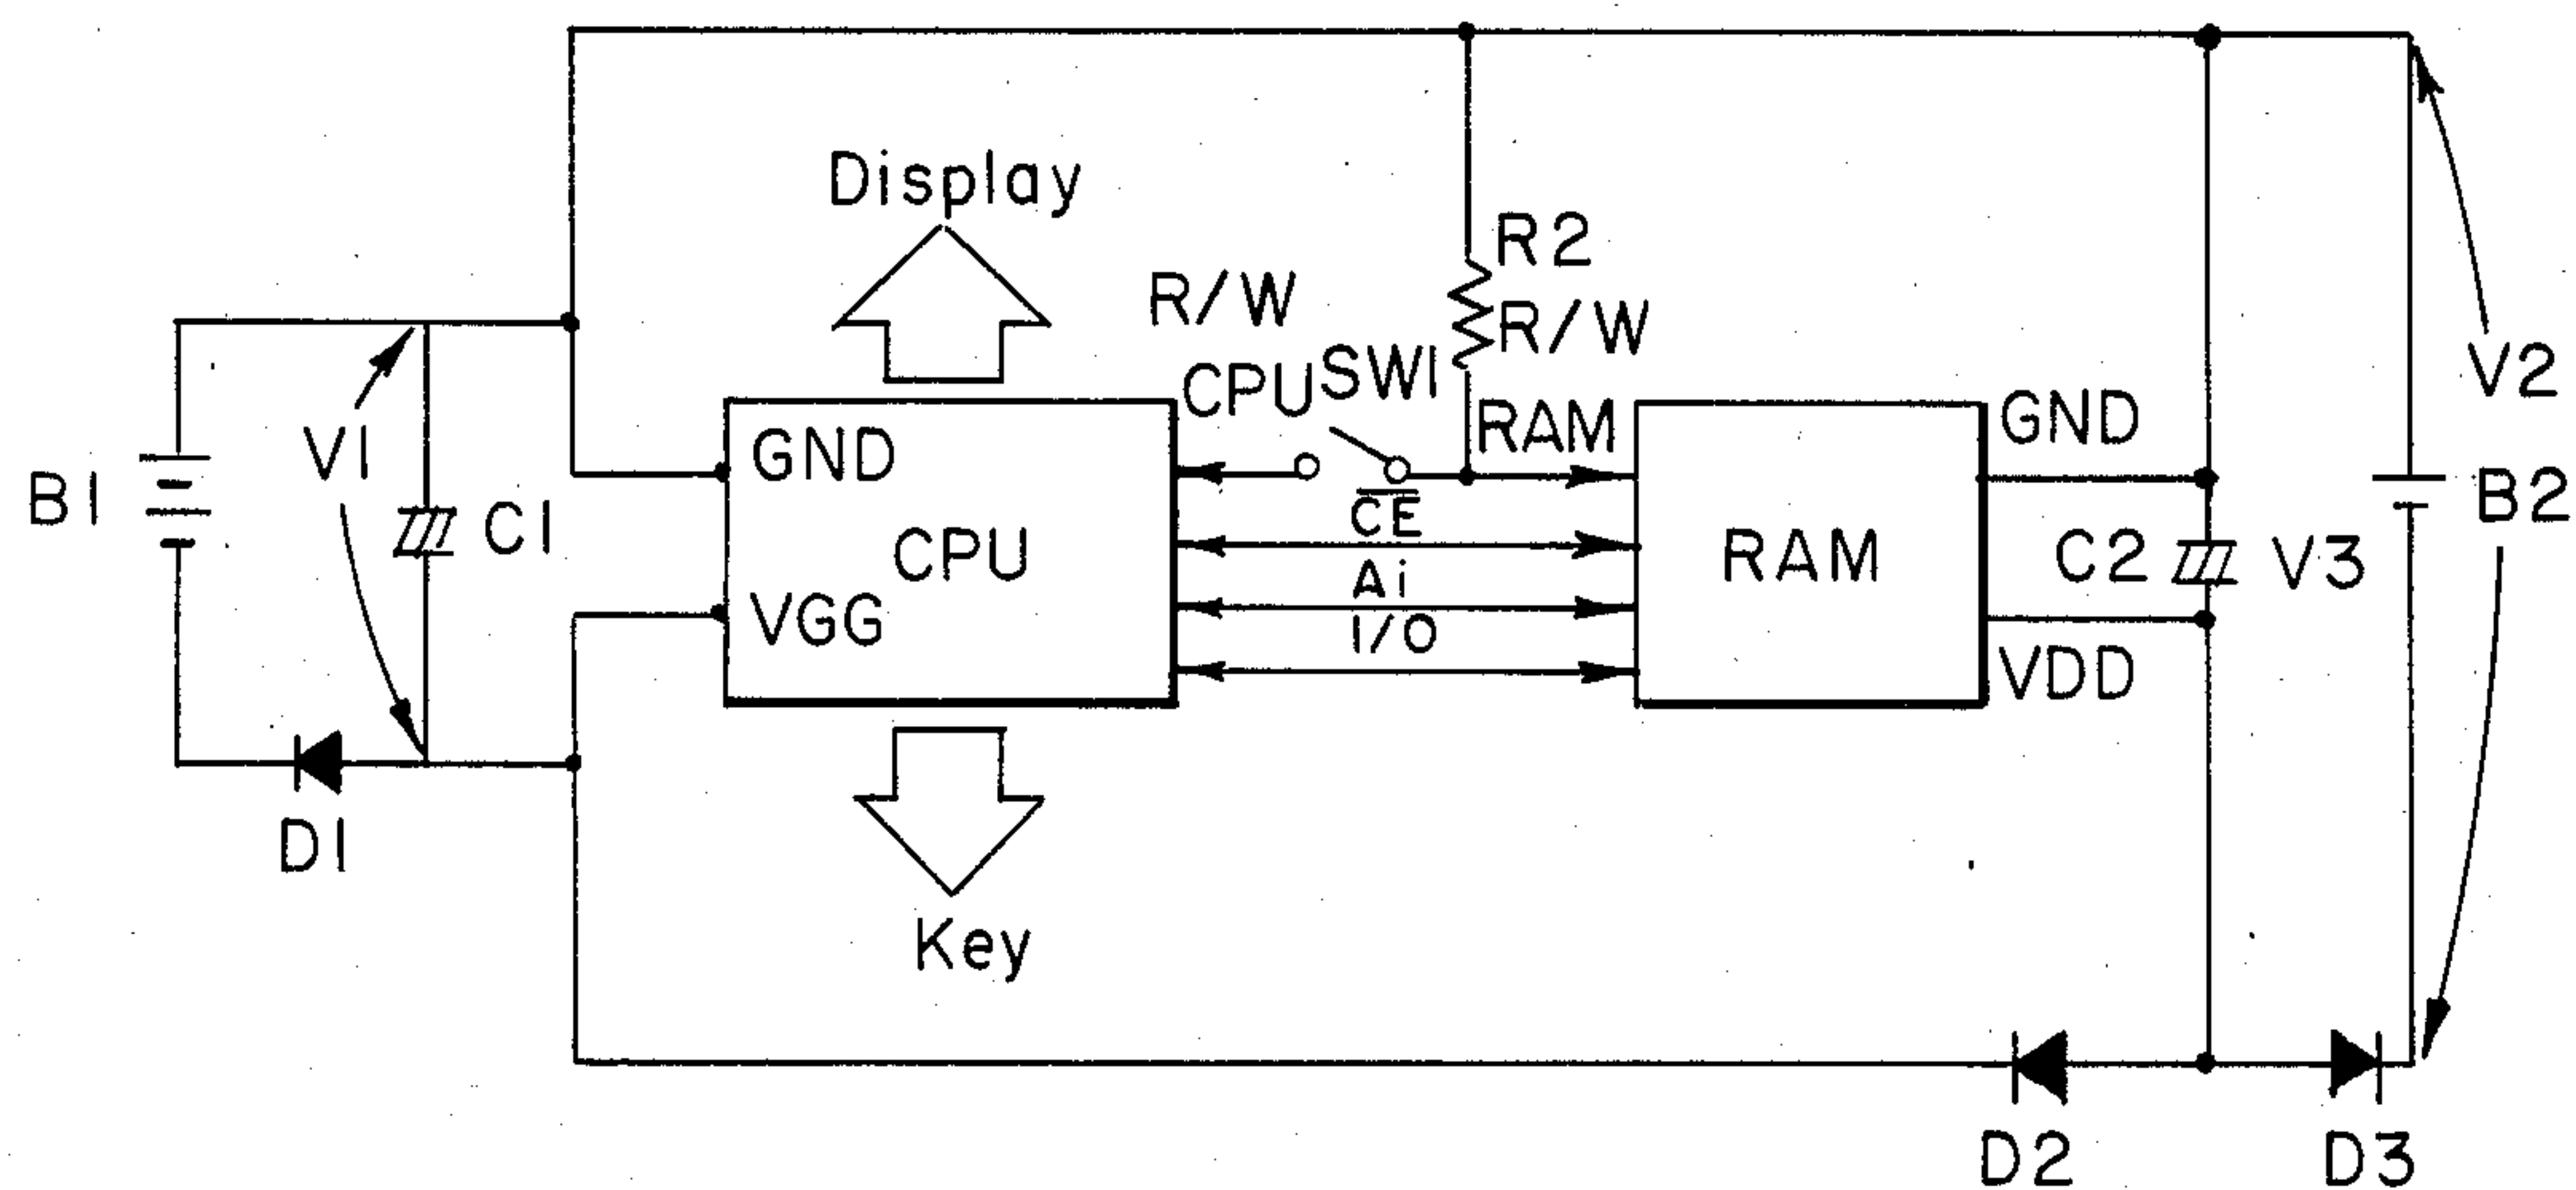 Display
R2
R/W
R/W
CPU
SW1
RAM
V2
V1
GND
GND
B1
C1
CE
B2
CPU
RAM
C2
V3
Ai
VGG
I/O
VDD
D1
Key
D2
D3